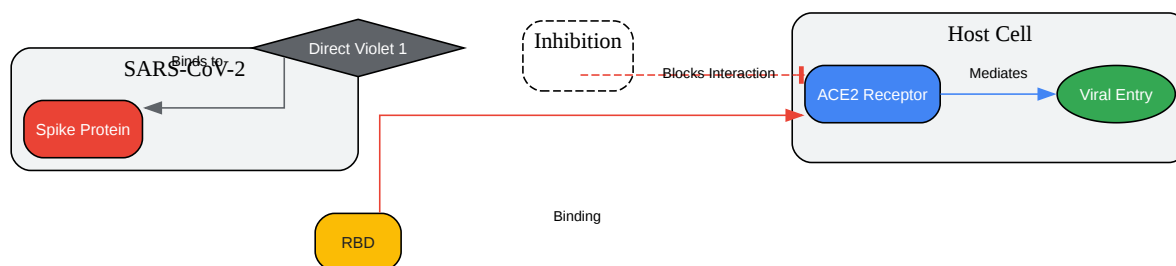 Direct Violet 1
Binds to
SARS-CoV-2
Spike Protein
RBD
Binding
Inhibition
Blocks Interaction
Host Cell
ACE2 Receptor
Mediates
Viral Entry